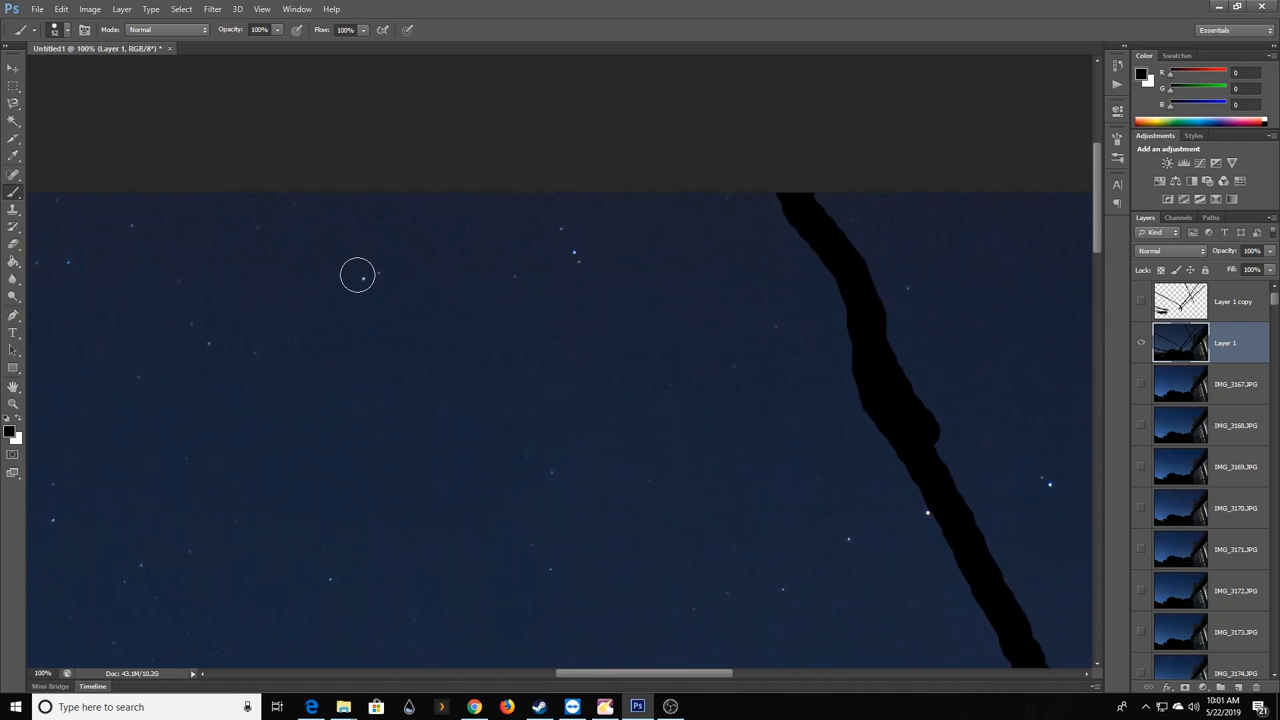 Ps File Edit Image Layer Type Select Filter 3D View Window Help
52 Mode: Normal Opacity: 100% Flow: 100% Essentials
Untitled1 @ 100% (Layer 1, RGB/8*) * ×
Color Swatches
R 0
G 0
B 0
Adjustments Styles
Add an adjustment
Layers Channels Paths
Kind
Normal Opacity: 100%
Lock: Fill: 100%
Layer 1 copy
Layer 1
IMG_3167.JPG
IMG_3168.JPG
IMG_3169.JPG
IMG_3170.JPG
IMG_3171.JPG
IMG_3172.JPG
IMG_3173.JPG
IMG_3174.JPG
100% Doc: 43.1M/10.2G
Mini Bridge Timeline
Type here to search
Ps
10:01 AM
5/22/2019
21